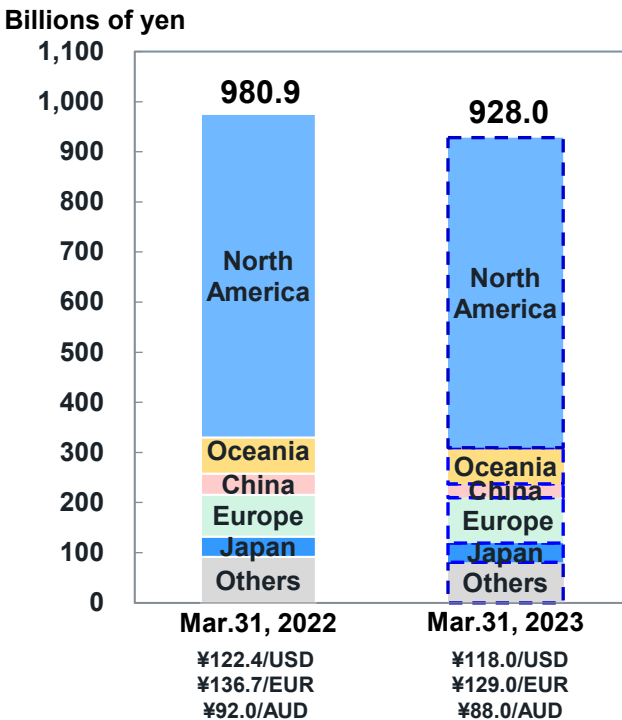 Billions of yen
1,100
1,000
900
800
700
600
500
400
300
200
100
0
980.9
North
America
Oceania
China
Europe
Japan
Others
928.0
North
America
Oceania
China
Europe
Japan
Others
Mar.31, 2022
¥122.4/USD
¥136.7/EUR
¥92.0/AUD
Mar.31, 2023
¥118.0/USD
¥129.0/EUR
¥88.0/AUD